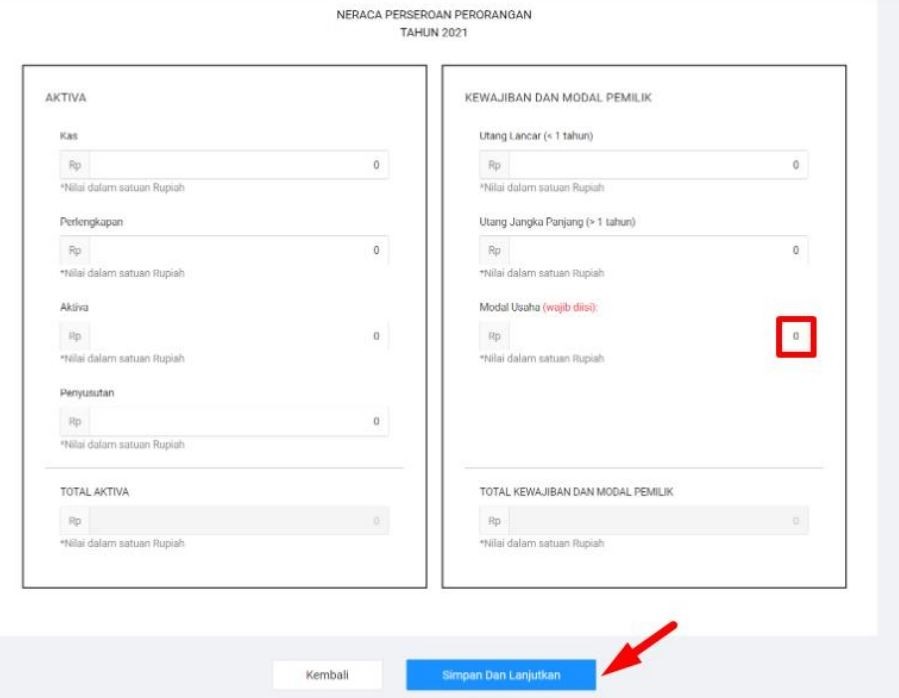 NERACA PERSEROAN PERORANGAN
TAHUN 2021
AKTIVA
Kas
Rp 0
*Nilai dalam satuan Rupiah
Perlengkapan
Rp 0
*Nilai dalam satuan Rupiah
Aktiva
Rp 0
*Nilai dalam satuan Rupiah
Penyusutan
Rp 0
*Nilai dalam satuan Rupiah
TOTAL AKTIVA
Rp 0
*Nilai dalam satuan Rupiah
KEWAJIBAN DAN MODAL PEMILIK
Utang Lancar (< 1 tahun)
Rp 0
*Nilai dalam satuan Rupiah
Utang Jangka Panjang (> 1 tahun)
Rp 0
*Nilai dalam satuan Rupiah
Modal Usaha (wajib diisi):
Rp 0
*Nilai dalam satuan Rupiah
TOTAL KEWAJIBAN DAN MODAL PEMILIK
Rp 0
*Nilai dalam satuan Rupiah
Kembali
Simpan Dan Lanjutkan